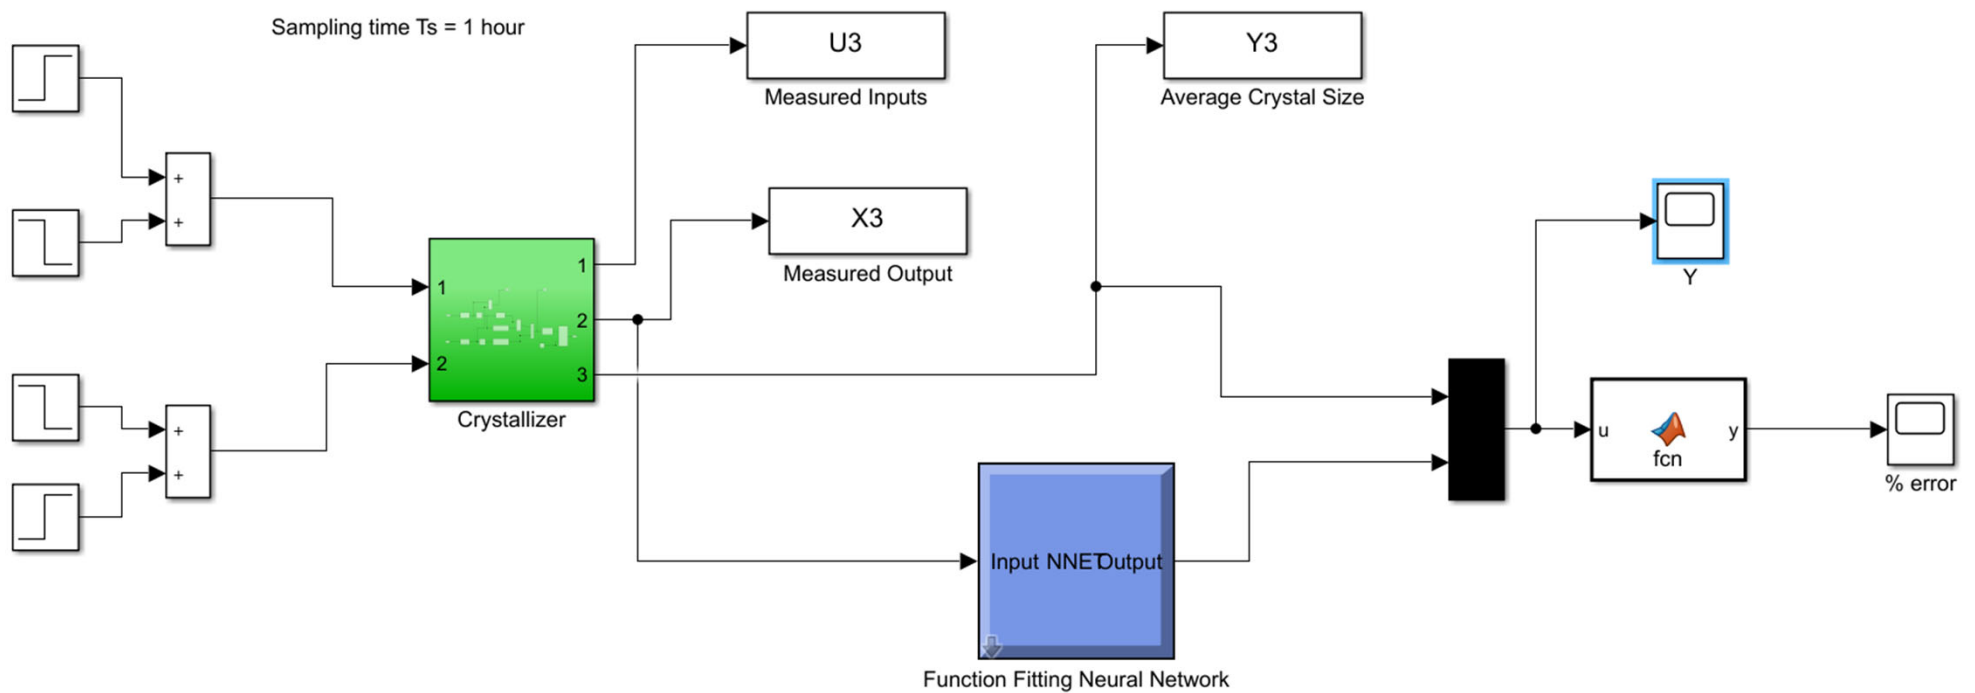 Sampling time Ts = 1 hour
U3
Measured Inputs
Y3
Average Crystal Size
+
+
X3
Measured Output
Y
1
2
1
2
3
Crystallizer
+
+
u
fcn
y
% error
Input NNET Output
Function Fitting Neural Network